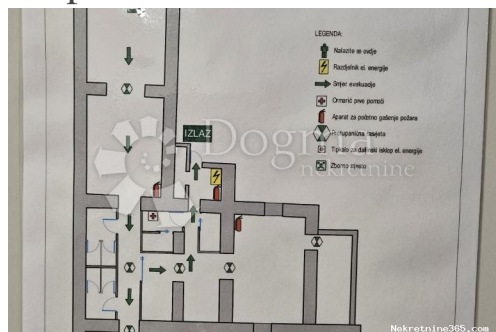 LEGENDA:
Nalazite se ovdje
Razdjelnik el. energije
Smjer evakuacije
Ormarić prve pomoći
IZLAZ
Aparat za početno gašenje požara
Dogma
nekretnine
Protupanična rasvjeta
Tipkalo za daljinski isklop el. energije
Zborno mjesto
Nekretnine365.com